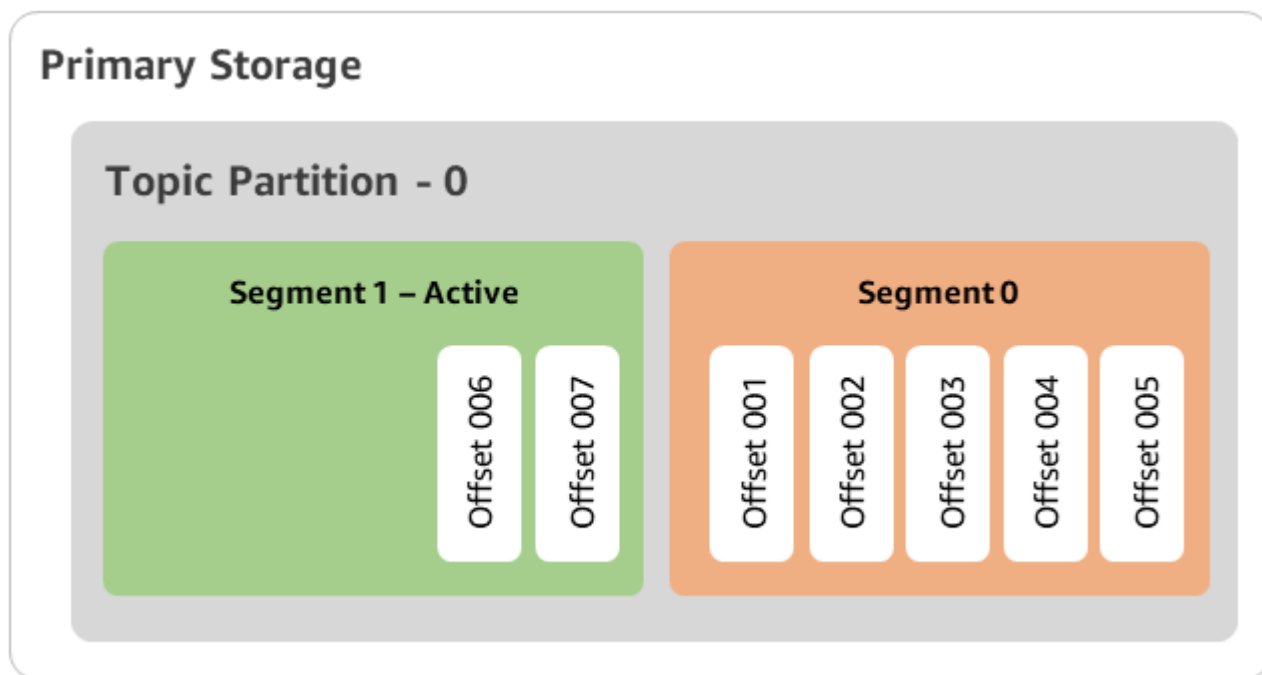 Primary Storage
Topic Partition - 0
Segment 1 – Active
Offset 006
Offset 007
Segment 0
Offset 001
Offset 002
Offset 003
Offset 004
Offset 005